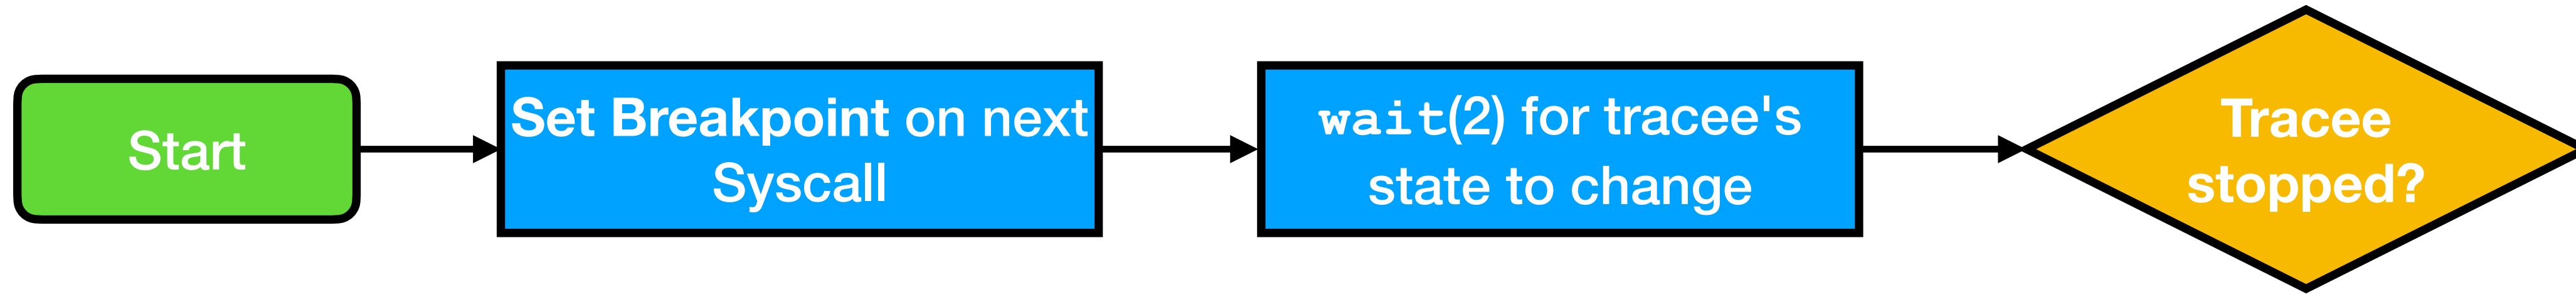 Start
Set Breakpoint on next
Syscall
wait(2) for tracee's
state to change
Tracee
stopped?